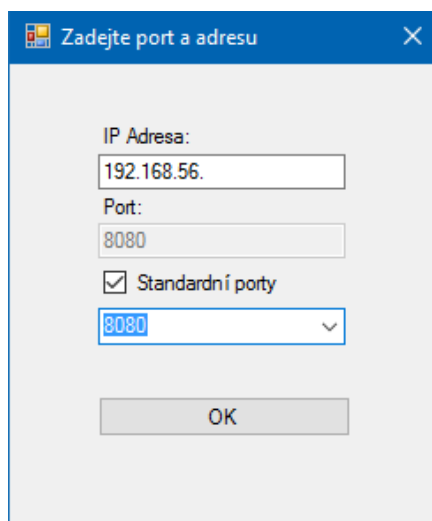 Zadejte port a adresu
IP Adresa:
192.168.56.
Port:
8080
Standardní porty
8080
OK